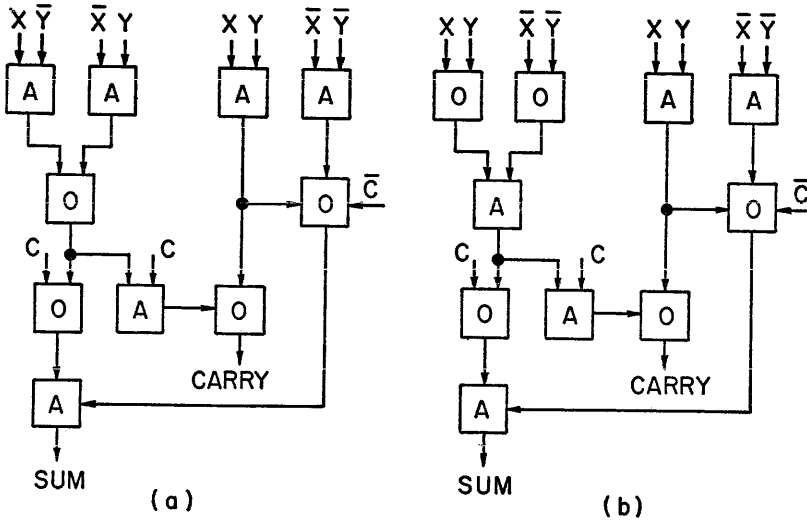 X Y̅ X̅ Y X Y X̅ Y̅
A A A A
O O C̅
C C
O A O
CARRY
A
SUM
(a)
X Y X̅ Y̅ X Y X̅ Y̅
O O A A
A O C̅
C C
O A O
CARRY
A
SUM
(b)